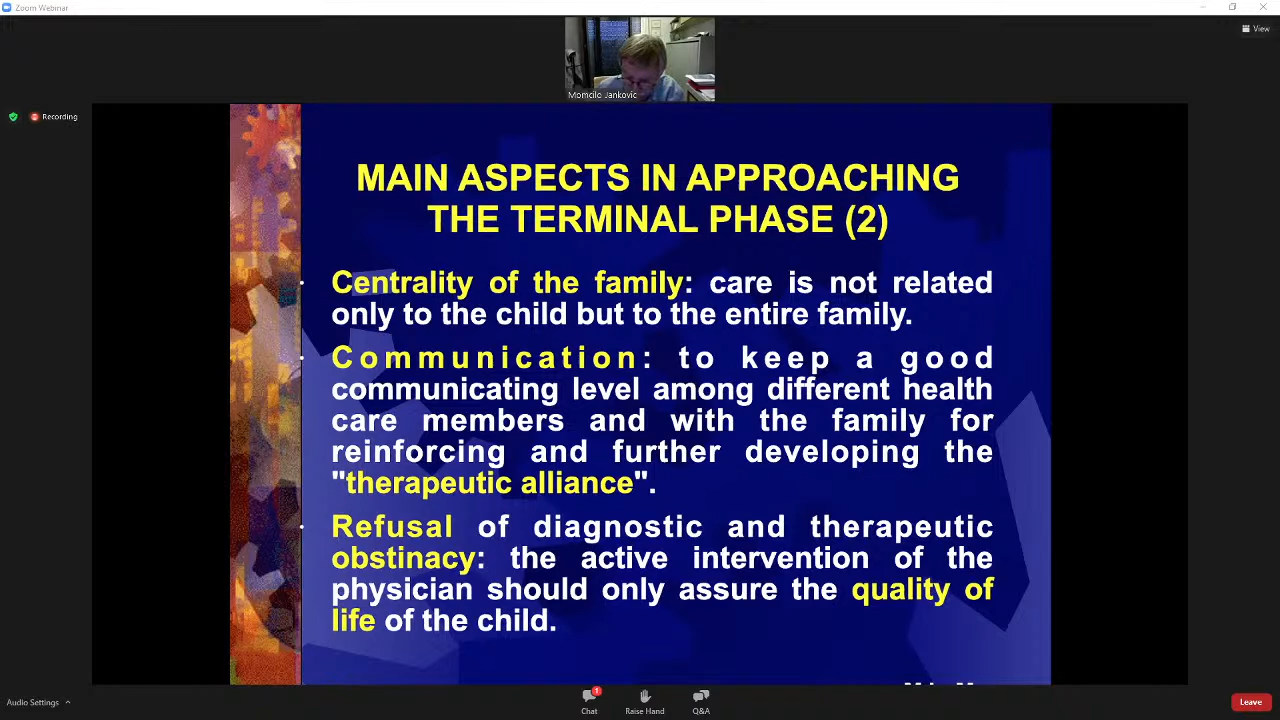 Zoom Webinar
View
Momcilo Jankovic
Recording
MAIN ASPECTS IN APPROACHING
THE TERMINAL PHASE (2)
Centrality of the family: care is not related
only to the child but to the entire family.
Communication: to keep a good
communicating level among different health
care members and with the family for
reinforcing and further developing the
"therapeutic alliance".
Refusal of diagnostic and therapeutic
obstinacy: the active intervention of the
physician should only assure the quality of
life of the child.
Audio Settings
1
Chat
Raise Hand
Q&A
Leave